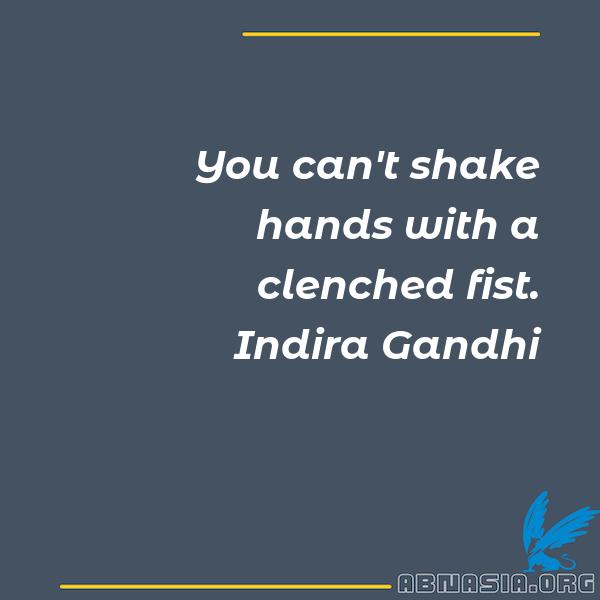 You can't shake
hands with a
clenched fist.
Indira Gandhi
ABNASIA.ORG